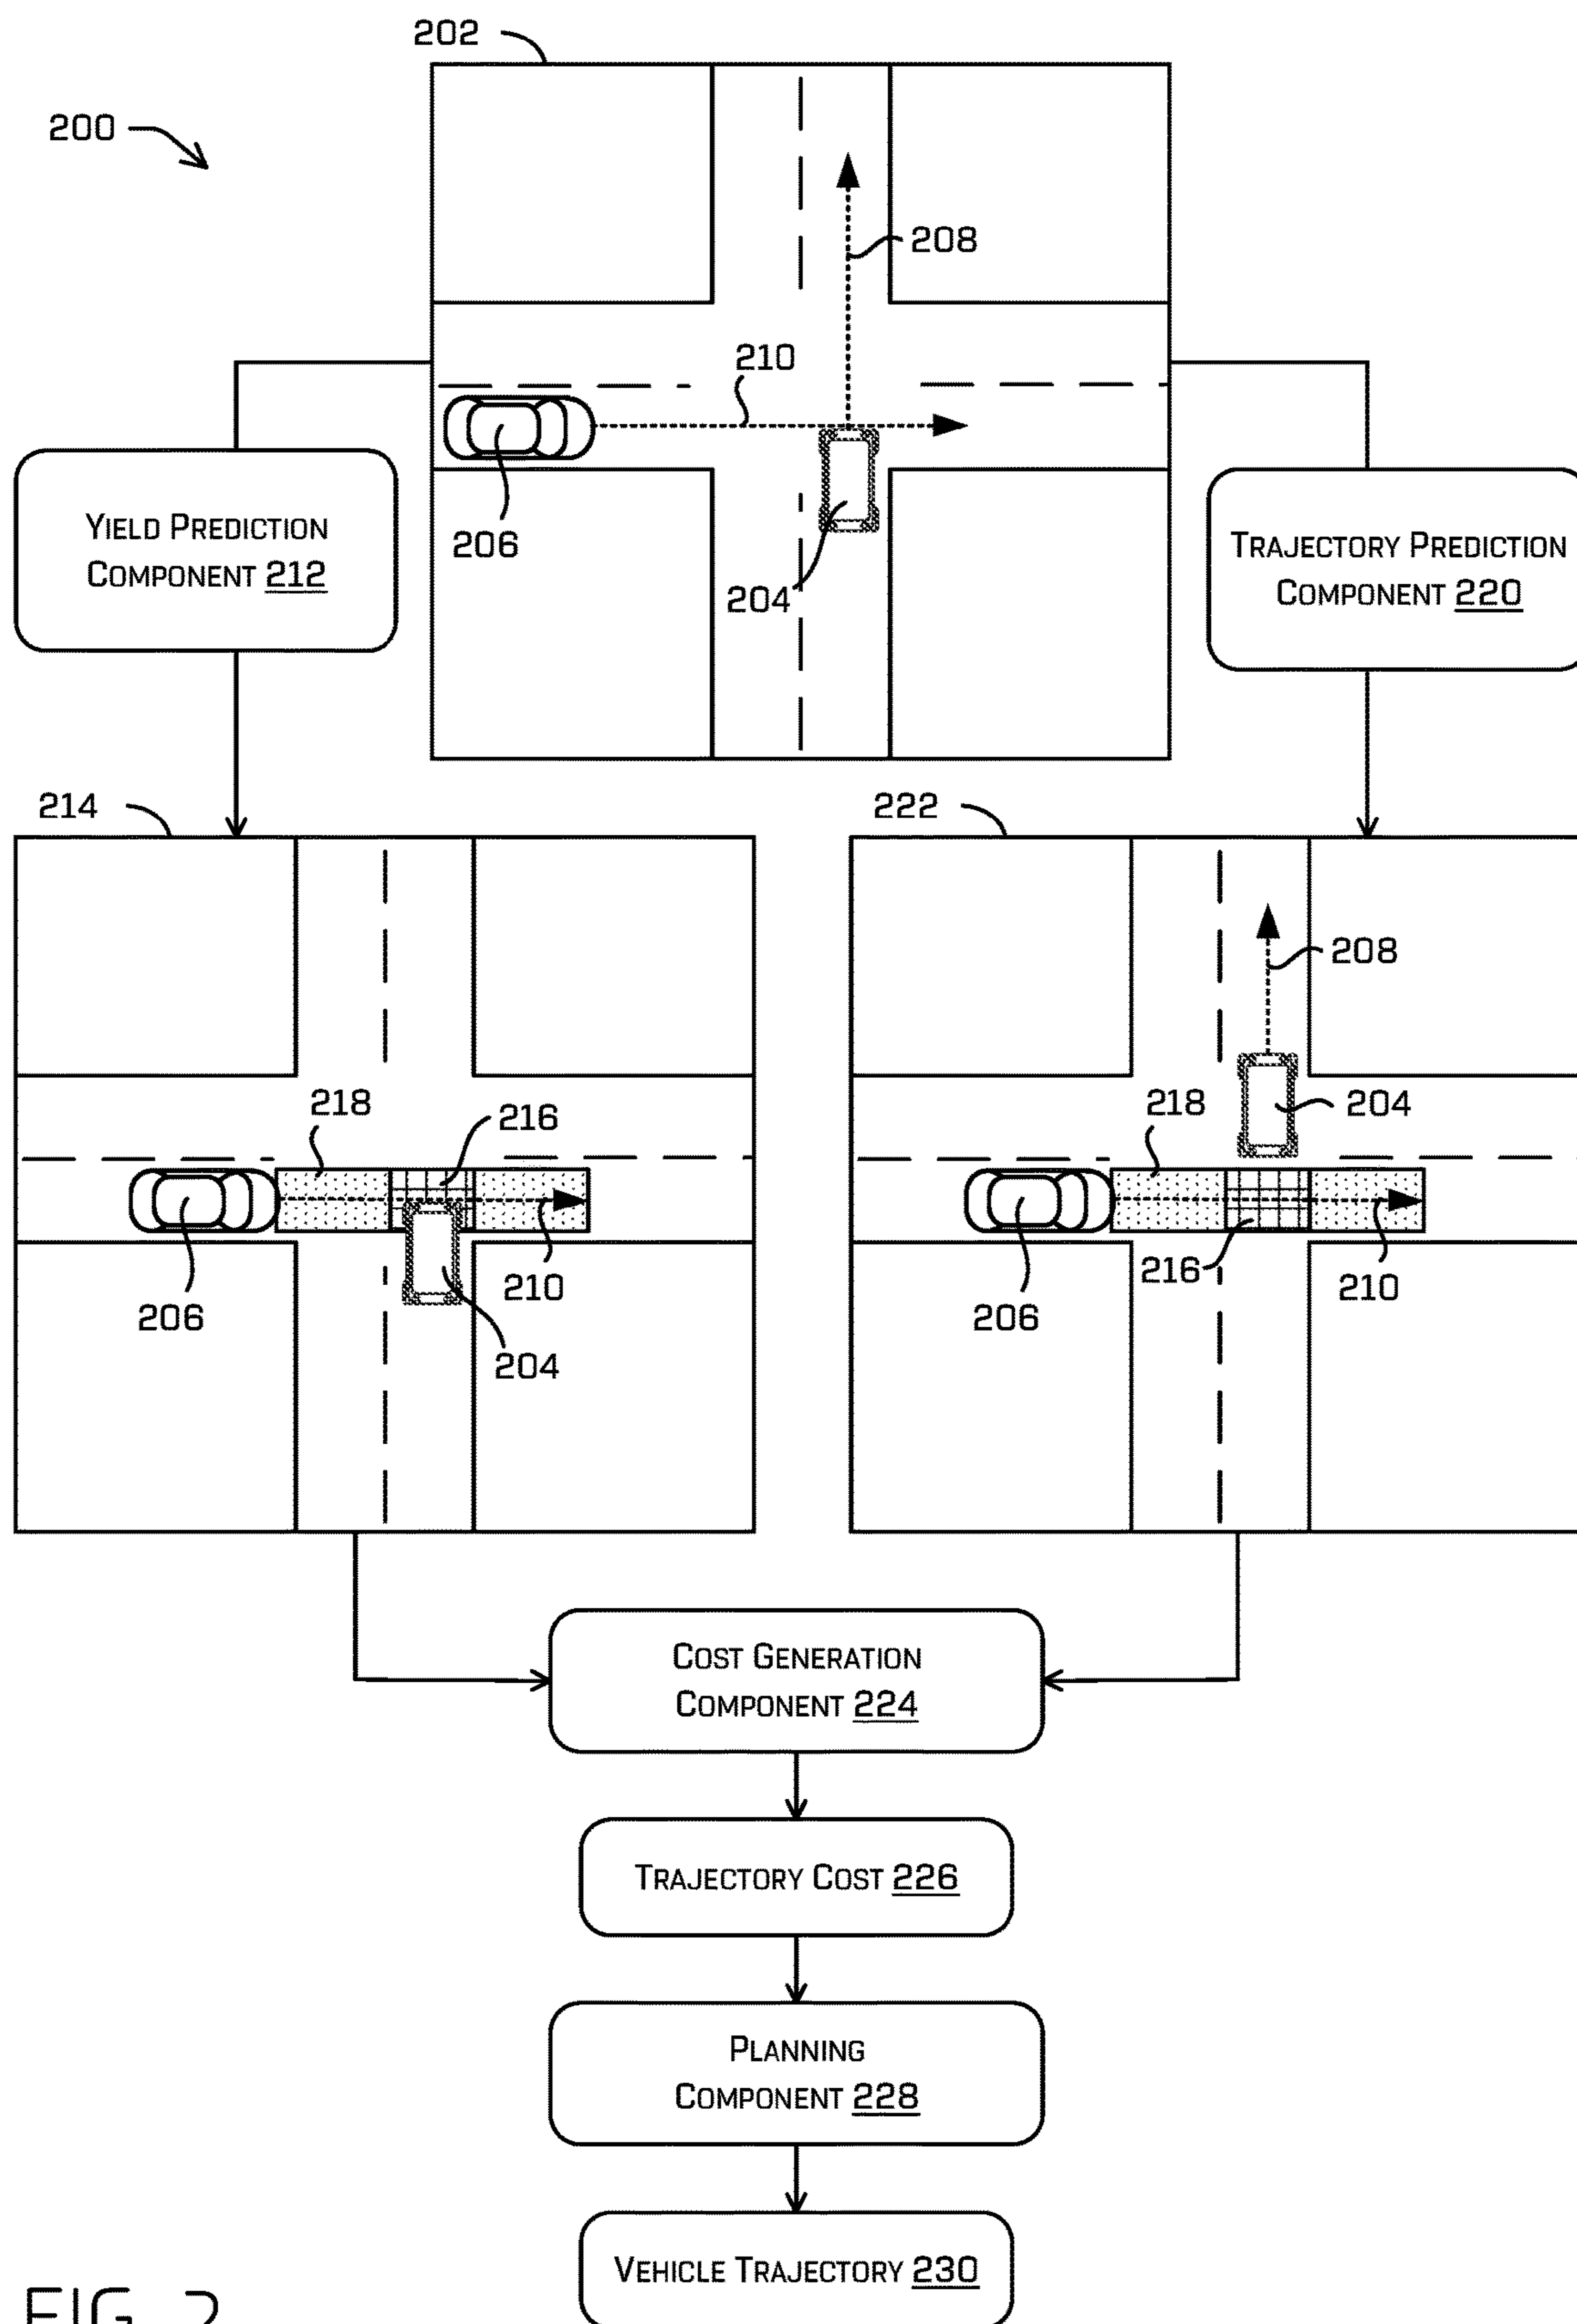 202
200
208
210
206
204
YIELD PREDICTION
COMPONENT 212
TRAJECTORY PREDICTION
COMPONENT 220
214
222
218
216
206
210
204
208
204
218
216
206
210
COST GENERATION
COMPONENT 224
TRAJECTORY COST 226
PLANNING
COMPONENT 228
VEHICLE TRAJECTORY 230
FIG. 2